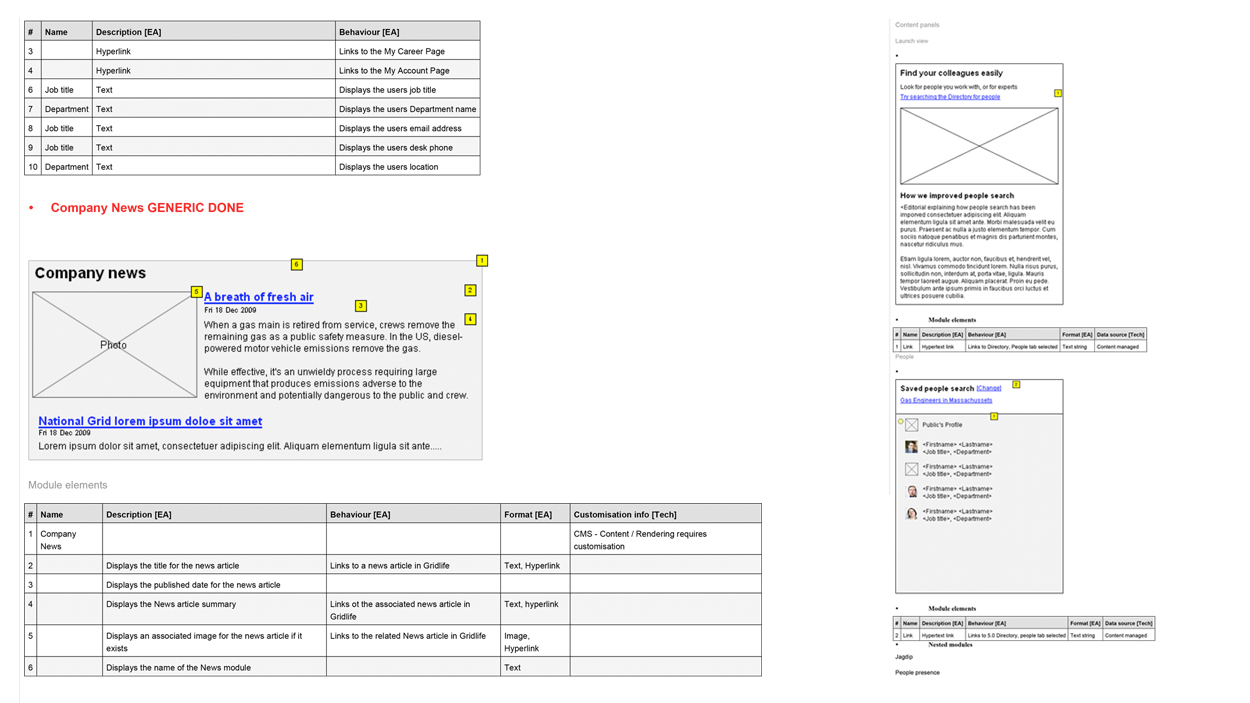 # Name Description [EA] Behaviour [EA]
3 Hyperlink Links to the My Career Page
4 Hyperlink Links to the My Account Page
6 Job title Text Displays the users job title
7 Department Text Displays the users Department name
8 Job title Text Displays the users email address
9 Job title Text Displays the users desk phone
10 Department Text Displays the users location
• Company News GENERIC DONE
6 1
Company news
5 2
A breath of fresh air
3
Fri 18 Dec 2009
4
When a gas main is retired from service, crews remove the
remaining gas as a public safety measure. In the US, diesel-
powered motor vehicle emissions remove the gas.
Photo
While effective, it's an unwieldy process requiring large
equipment that produces emissions adverse to the
environment and potentially dangerous to the public and crew.
National Grid lorem ipsum doloe sit amet
Fri 18 Dec 2009
Lorem ipsum dolor sit amet, consectetuer adipiscing elit. Aliquam elementum ligula sit ante.....
Module elements
# Name Description [EA] Behaviour [EA] Format [EA] Customisation info [Tech]
1 Company CMS - Content / Rendering requires
News customisation
2 Displays the title for the news article Links to a news article in Gridlife Text, Hyperlink
3 Displays the published date for the news article
4 Displays the News article summary Links ot the associated news article in Text, hyperlink
Gridlife
5 Displays an associated image for the news article if it Links to the related News article in Gridlife Image,
exists Hyperlink
6 Displays the name of the News module Text
Content panels
Launch view
•
Find your colleagues easily
Look for people you work with, or for experts
1
Try searching the Directory for people
How we improved people search
<Editorial explaining how people search has been
imporved consectetuer adipiscing elit. Aliquam
elementum ligula sit amet ante. Morbi malesuada velit eu
purus. Praesent ac nulla a justo elementum tempor. Cum
sociis natoque penatibus et magnis dis parturient montes,
nascetur ridiculus mus.
Etiam ligula lorem, auctor non, faucibus et, hendrerit vel,
nisl. Vivamus commodo tincidunt lorem. Nulla risus purus,
sollicitudin non, interdum at, porta vitae, ligula. Mauris
tempor laoreet augue. Aliquam placerat. Proin eu pede.
Vestibulum ante ipsum primis in faucibus orci luctus et
ultrices posuere cubilia.
• Module elements
# Name Description [EA] Behaviour [EA] Format [EA] Data source [Tech]
1 Link Hypertext link Links to Directory, People tab selected Text string Content managed
People
•
Saved people search [Change]
Gas Engineers in Massachussets
Public's Profile
<Firstname> <Lastname>
<Job title>, <Department>
<Firstname> <Lastname>
<Job title>, <Department>
<Firstname> <Lastname>
<Job title>, <Department>
<Firstname> <Lastname>
<Job title>, <Department>
• Module elements
# Name Description [EA] Behaviour [EA] Format [EA] Data source [Tech]
2 Link Hypertext link Links to 5.0 Directory, people tab selected Text string Content managed
• Nested modules
Jagdip
People presence